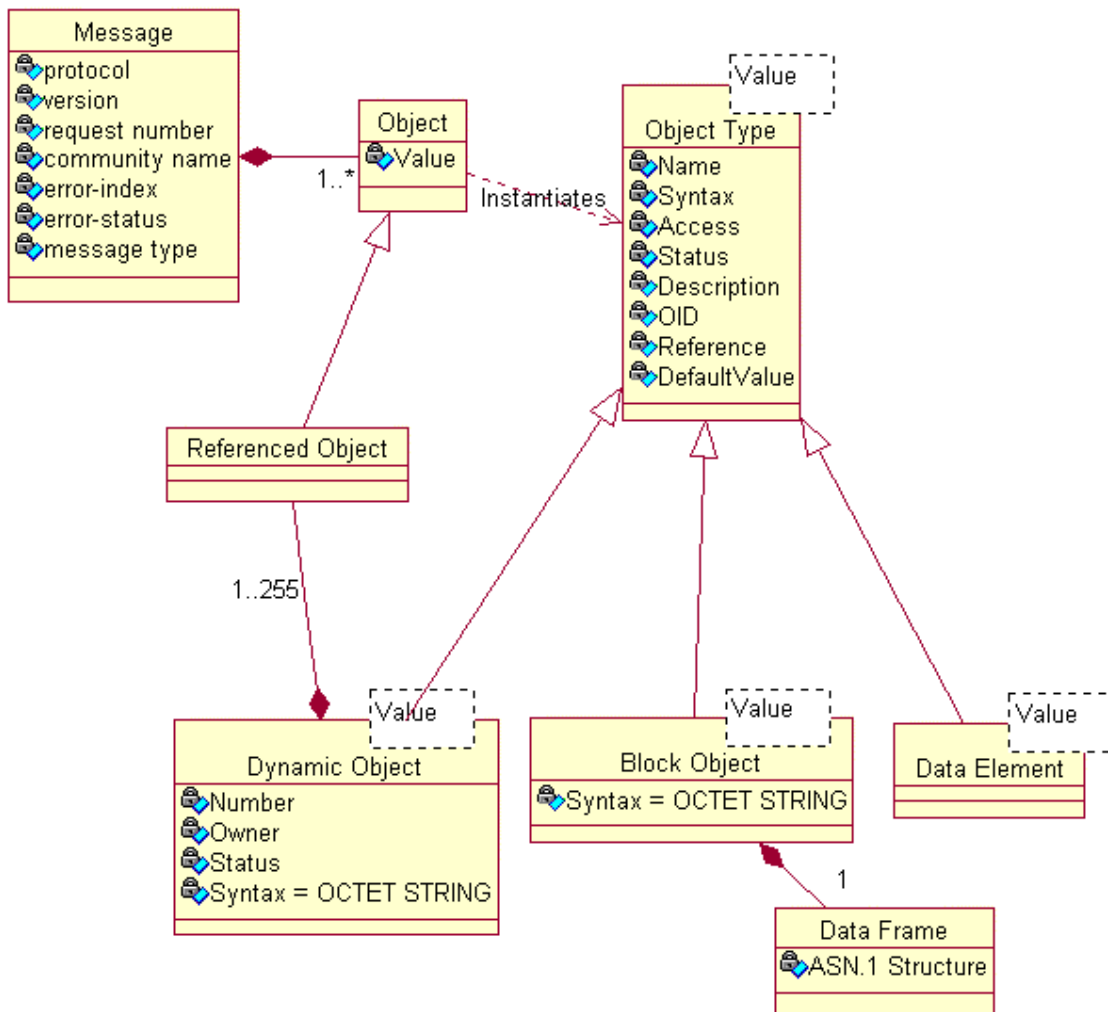 Message
protocol
version
request number
community name
error-index
error-status
message type
Object
Value
1..*
Instantiates
Value
Object Type
Name
Syntax
Access
Status
Description
OID
Reference
DefaultValue
Referenced Object
1..255
Value
Dynamic Object
Number
Owner
Status
Syntax = OCTET STRING
Value
Block Object
Syntax = OCTET STRING
Value
Data Element
1
Data Frame
ASN.1 Structure